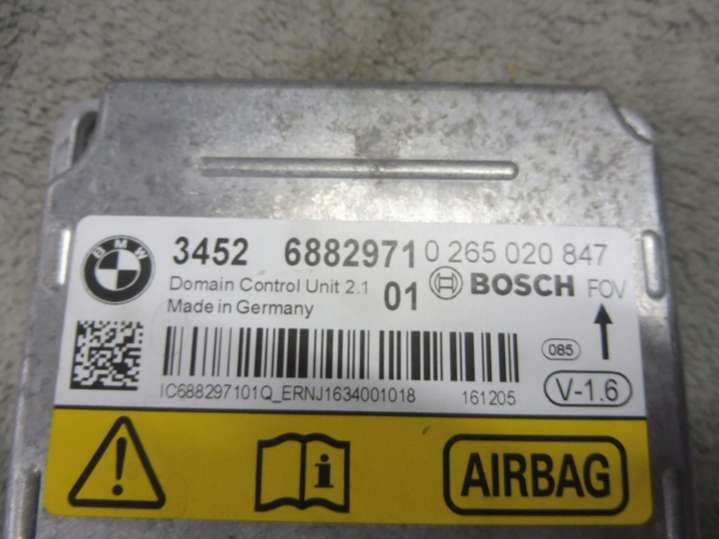 BMW
3452 6882971 0 265 020 847
Domain Control Unit 2.1 01 BOSCH FOV
Made in Germany
085
IC688297101Q_ERNJ1634001018 161205 V-1.6
i AIRBAG